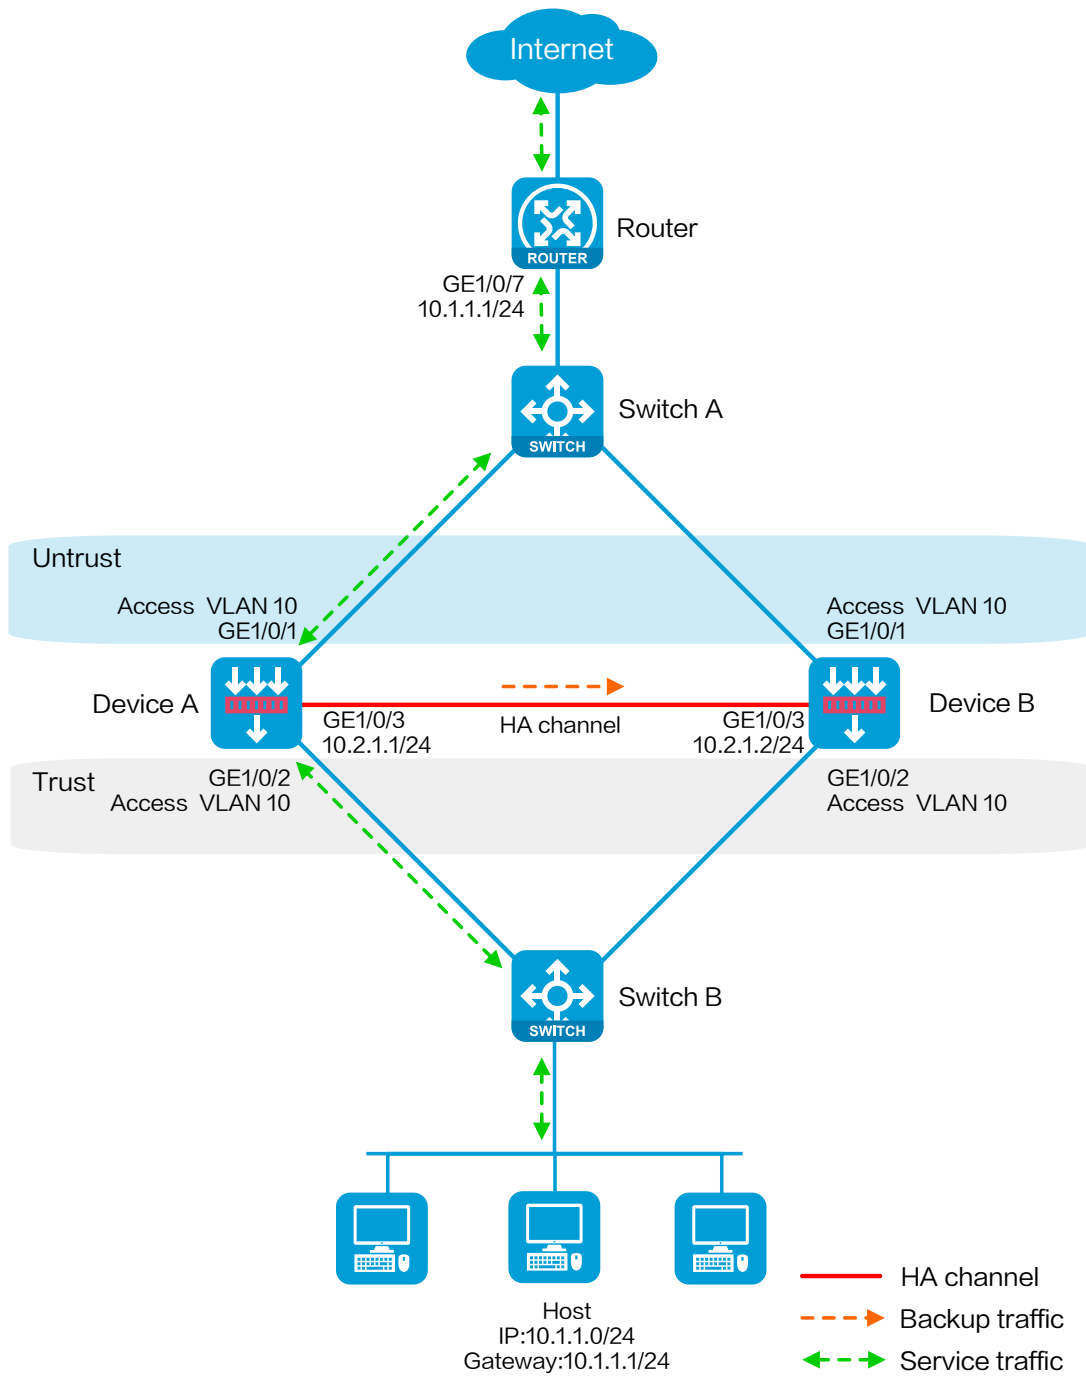 Internet
ROUTER
Router
GE1/0/7
10.1.1.1/24
SWITCH
Switch A
Untrust
Access VLAN 10
GE1/0/1
Access VLAN 10
GE1/0/1
Device A
GE1/0/3
10.2.1.1/24
HA channel
GE1/0/3
10.2.1.2/24
Device B
Trust
GE1/0/2
Access VLAN 10
GE1/0/2
Access VLAN 10
SWITCH
Switch B
Host
IP:10.1.1.0/24
Gateway:10.1.1.1/24
HA channel
Backup traffic
Service traffic